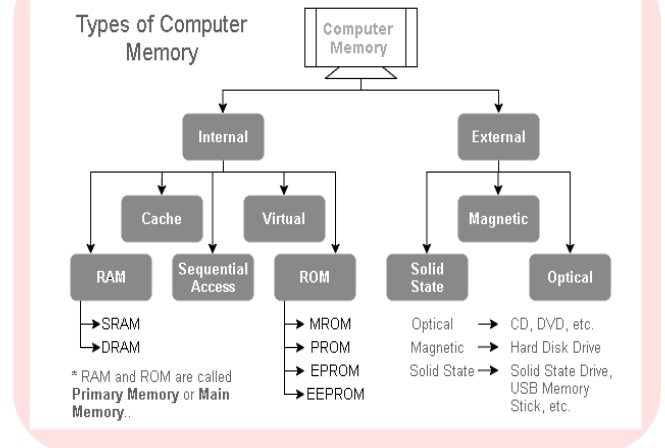 Types of Computer
Memory
Computer
Memory
Internal
External
Cache
Virtual
Magnetic
RAM
Sequential
Access
ROM
Solid
State
Optical
SRAM
DRAM
* RAM and ROM are called
Primary Memory or Main
Memory..
MROM
PROM
EPROM
EEPROM
Optical CD, DVD, etc.
Magnetic Hard Disk Drive
Solid State Solid State Drive,
USB Memory
Stick, etc.